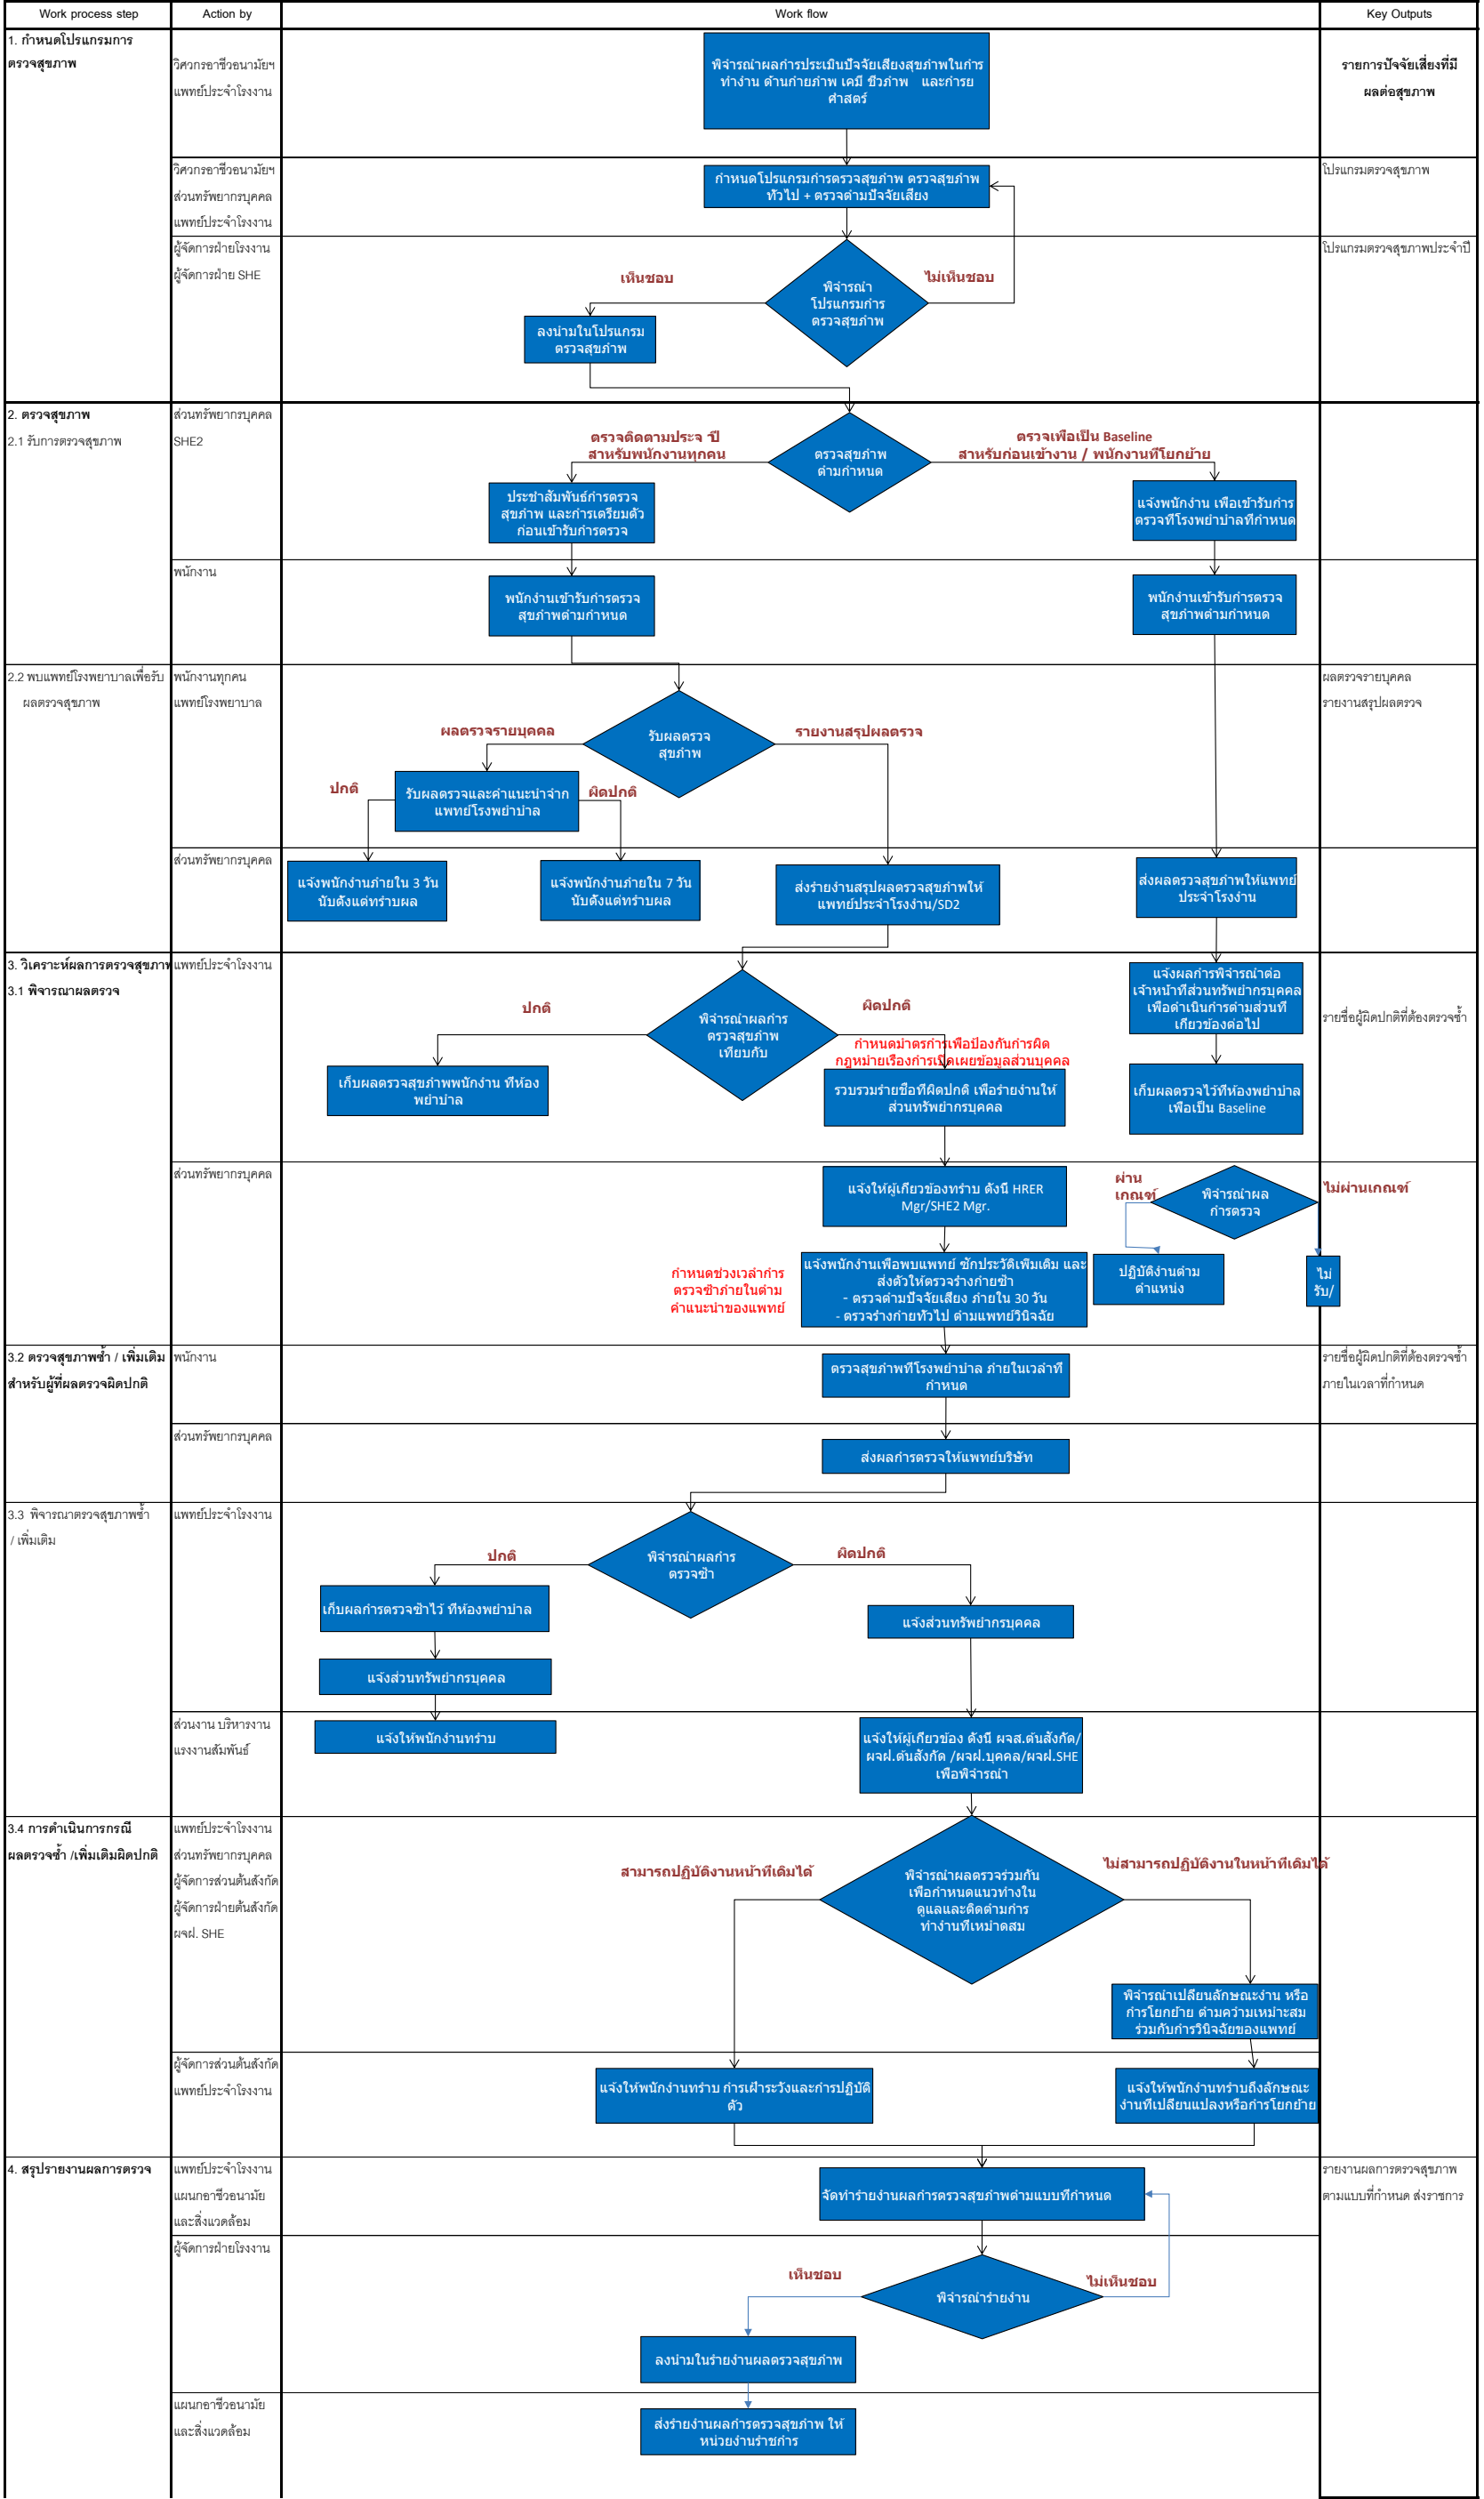 Work process step
Action by
Work flow
Key Outputs
1. กำหนดโปรแกรมการ
ตรวจสุขภาพ
วิศวกรอาชีวอนามัยฯ
แพทย์ประจำโรงงาน
พิจำรณำผลกำรประเมินปัจจัยเสียงสุขภำพในกำร
ทำงำน ด้ำนกำยภำพ เคมี ชีวภำพ และกำรย
ศำสตร์
รายการปัจจัยเสี่ยงที่มี
ผลต่อสุขภาพ
วิศวกรอาชีวอนามัยฯ
ส่วนทรัพยากรบุคคล
แพทย์ประจำโรงงาน
กำหนดโปรแกรมกำรตรวจสุขภำพ ตรวจสุขภำพ
ทัวไป + ตรวจตำมปัจจัยเสียง
โปรแกรมตรวจสุขภาพ
ผู้จัดการฝ่ายโรงงาน
ผู้จัดการฝ่าย SHE
เห็นชอบ
ไม่เห็นชอบ
พิจำรณำ
โปรแกรมกำร
ตรวจสุขภำพ
ลงนำมในโปรแกรม
ตรวจสุขภำพ
โปรแกรมตรวจสุขภาพประจำปี
2. ตรวจสุขภาพ
2.1 รับการตรวจสุขภาพ
ส่วนทรัพยากรบุคคล
SHE2
ตรวจติดตามประจ าปี
สาหรับพนักงานทุกคน
ตรวจสุขภำพ
ตำมกำหนด
ตรวจเพือเป็น Baseline
สาหรับก่อนเข้างาน / พนักงานทีโยกย้าย
ประชำสัมพันธ์กำรตรวจ
สุขภำพ และกำรเตรียมตัว
ก่อนเข้ำรับกำรตรวจ
แจ้งพนักงำน เพือเข้ำรับกำร
ตรวจทีโรงพยำบำลทีกำหนด
พนักงาน
พนักงำนเข้ำรับกำรตรวจ
สุขภำพตำมกำหนด
พนักงำนเข้ำรับกำรตรวจ
สุขภำพตำมกำหนด
2.2 พบแพทย์โรงพยาบาลเพื่อรับ
ผลตรวจสุขภาพ
พนักงานทุกคน
แพทย์โรงพยาบาล
ผลตรวจรายบุคคล
รับผลตรวจ
สุขภำพ
รายงานสรุปผลตรวจ
ปกติ
รับผลตรวจและคำแนะนำจำก
แพทย์โรงพยำบำล
ผิดปกติ
ผลตรวจรายบุคคล
รายงานสรุปผลตรวจ
ส่วนทรัพยากรบุคคล
แจ้งพนักงำนภำยใน 3 วัน
นับตังแต่ทรำบผล
แจ้งพนักงำนภำยใน 7 วัน
นับตังแต่ทรำบผล
ส่งรำยงำนสรุปผลตรวจสุขภำพให้
แพทย์ประจำโรงงำน/SD2
ส่งผลตรวจสุขภำพให้แพทย์
ประจำโรงงำน
3. วิเคราะห์ผลการตรวจสุขภาพ
3.1 พิจารณาผลตรวจ
แพทย์ประจำโรงงาน
ปกติ
พิจำรณำผลกำร
ตรวจสุขภำพ
เทียบกับ
ผิดปกติ
กำหนดมำตรกำรเพือป้องกันกำรผิด
กฎหมำยเรืองกำรเปิดเผยข้อมูลส่วนบุคคล
เก็บผลตรวจสุขภำพพนักงำน ทีห้อง
พยำบำล
รวบรวมรำยชือทีผิดปกติ เพือรำยงำนให้
ส่วนทรัพยำกรบุคคล
แจ้งผลกำรพิจำรณำต่อ
เจ้ำหน้ำทีส่วนทรัพยำกรบุคคล
เพือดำเนินกำรตำมส่วนที
เกียวข้องต่อไป
เก็บผลตรวจไว้ทีห้องพยำบำล
เพือเป็น Baseline
รายชื่อผู้ผิดปกติที่ต้องตรวจซ้ำ
ส่วนทรัพยากรบุคคล
แจ้งให้ผู้เกียวข้องทรำบ ดังนี HRER
Mgr/SHE2 Mgr.
ผ่าน
เกณฑ์
พิจำรณำผล
กำรตรวจ
ไม่ผ่านเกณฑ์
กำหนดช่วงเวลำกำร
ตรวจซำภำยในตำม
คำแนะนำของแพทย์
แจ้งพนักงำนเพือพบแพทย์ ซักประวัติเพิมเติม และ
ส่งตัวให้ตรวจร่ำงกำยซำ
- ตรวจตำมปัจจัยเสียง ภำยใน 30 วัน
- ตรวจร่ำงกำยทัวไป ตำมแพทย์วินิจฉัย
ปฏิบัติงำนตำม
ตำแหน่ง
ไม่
รับ/
3.2 ตรวจสุขภาพซ้ำ / เพิ่มเติม
สำหรับผู้ที่ผลตรวจผิดปกติ
พนักงาน
ตรวจสุขภำพทีโรงพยำบำล ภำยในเวลำที
กำหนด
รายชื่อผู้ผิดปกติที่ต้องตรวจซ้ำ
ภายในเวลาที่กำหนด
ส่วนทรัพยากรบุคคล
ส่งผลกำรตรวจให้แพทย์บริษัท
3.3 พิจารณาตรวจสุขภาพซ้ำ
/ เพิ่มเติม
แพทย์ประจำโรงงาน
ปกติ
พิจำรณำผลกำร
ตรวจซำ
ผิดปกติ
เก็บผลกำรตรวจซำไว้ ทีห้องพยำบำล
แจ้งส่วนทรัพยำกรบุคคล
แจ้งส่วนทรัพยำกรบุคคล
ส่วนงาน บริหารงาน
แรงงานสัมพันธ์
แจ้งให้พนักงำนทรำบ
แจ้งให้ผู้เกียวข้อง ดังนี ผจส.ต้นสังกัด/
ผจฝ.ต้นสังกัด /ผจฝ.บุคคล/ผจฝ.SHE
เพือพิจำรณำ
3.4 การดำเนินการกรณี
ผลตรวจซ้ำ /เพิ่มเติมผิดปกติ
แพทย์ประจำโรงงาน
ส่วนทรัพยากรบุคคล
ผู้จัดการส่วนต้นสังกัด
ผู้จัดการฝ่ายต้นสังกัด
ผจฝ. SHE
สามารถปฏิบัติงานหน้าทีเดิมได้
พิจำรณำผลตรวจร่วมกัน
เพือกำหนดแนวทำงใน
ดูแลและติดตำมกำร
ทำงำนทีเหมำดสม
ไม่สามารถปฏิบัติงานในหน้าทีเดิมได้
พิจำรณำเปลียนลักษณะงำน หรือ
กำรโยกย้ำย ตำมควำมเหมำะสม
ร่วมกับกำรวินิจฉัยของแพทย์
ผู้จัดการส่วนต้นสังกัด
แพทย์ประจำโรงงาน
แจ้งให้พนักงำนทรำบ กำรเฝ้ำระวังและกำรปฏิบัติ
ตัว
แจ้งให้พนักงำนทรำบถึงลักษณะ
งำนทีเปลียนแปลงหรือกำรโยกย้ำย
4. สรุปรายงานผลการตรวจ
แพทย์ประจำโรงงาน
แผนกอาชีวอนามัย
และสิ่งแวดล้อม
จัดทำรำยงำนผลกำรตรวจสุขภำพตำมแบบทีกำหนด
รายงานผลการตรวจสุขภาพ
ตามแบบที่กำหนด ส่งราชการ
ผู้จัดการฝ่ายโรงงาน
เห็นชอบ
พิจำรณำรำยงำน
ไม่เห็นชอบ
ลงนำมในรำยงำนผลตรวจสุขภำพ
แผนกอาชีวอนามัย
และสิ่งแวดล้อม
ส่งรำยงำนผลกำรตรวจสุขภำพ ให้
หน่วยงำนรำชกำร